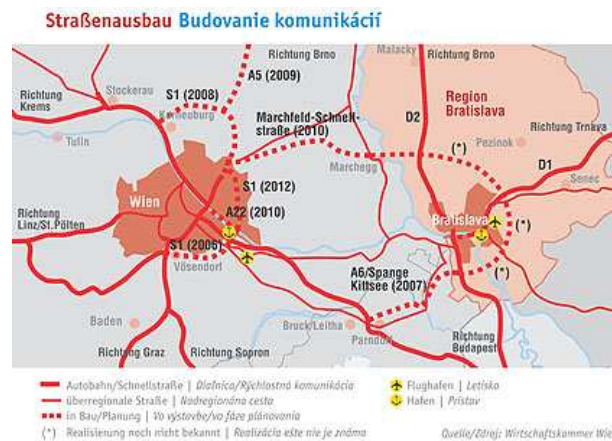 Straßenausbau Budovanie komunikácií
Richtung Brno
Malacky
Richtung Brno
A5 (2009)
Richtung
Krems
Stockerau
S1 (2008)
Korneuburg
Marchfeld-Schnell-
straße (2010)
D2
Region
Bratislava
Pezinok
Richtung Trnava
Tulln
Marchegg
(*)
D1
Senec
S1 (2012)
Wien
A22 (2010)
Bratislava
(*)
Richtung
Linz/St.Pölten
S1 (2006)
Vösendorf
(*)
A6/Spange
Kittsee (2007)
Baden
Bruck/Leitha
Parndorf
Richtung
Budapest
Richtung Graz
Richtung Sopron
Autobahn/Schnellstraße | Diaľnica/Rýchlostná komunikácia
Flughafen | Letisko
überregionale Straße | Nadregionálna cesta
Hafen | Prístav
in Bau/Planung | Vo výstavbe/vo fáze plánovania
(*) Realisierung noch nicht bekannt | Realizácia ešte nie je známa
Quelle/Zdroj: Wirtschaftskammer Wie